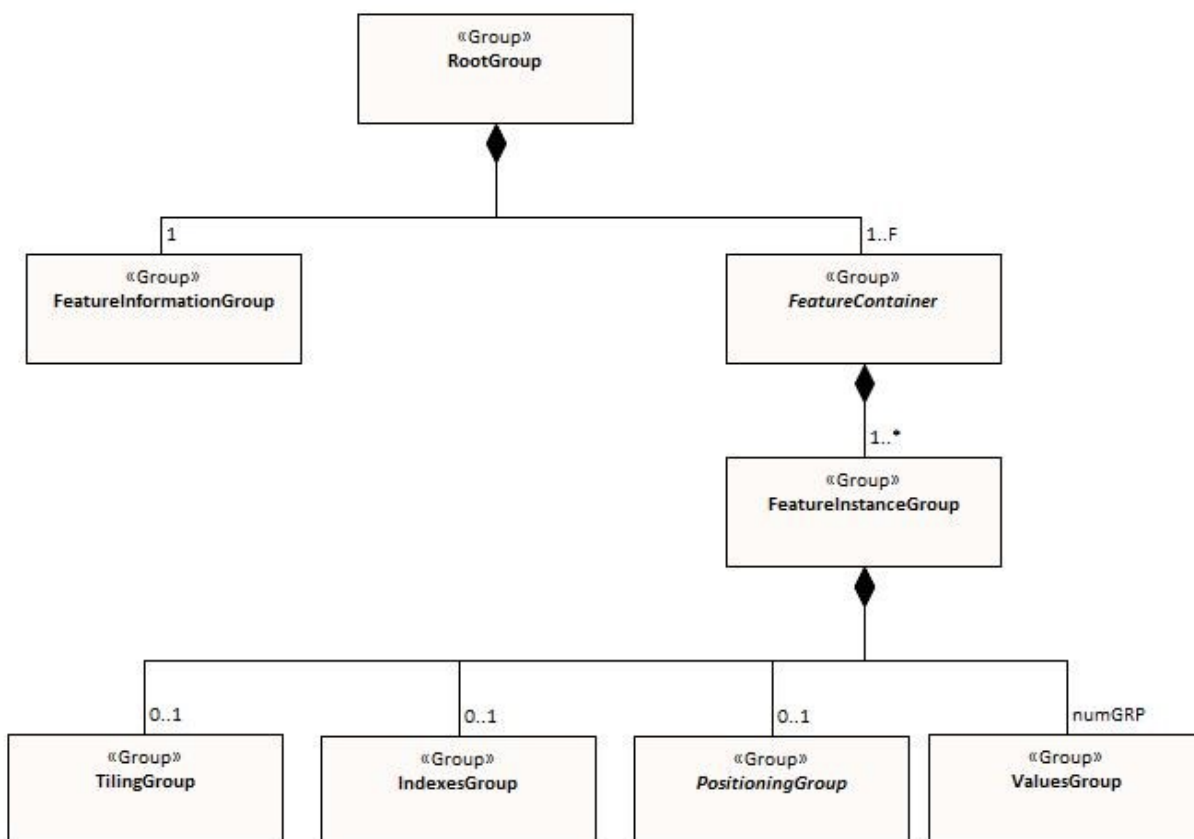 «Group»
RootGroup
1
1..F
«Group»
FeatureInformationGroup
«Group»
FeatureContainer
1..*
«Group»
FeatureInstanceGroup
0..1
0..1
0..1
numGRP
«Group»
TilingGroup
«Group»
IndexesGroup
«Group»
PositioningGroup
«Group»
ValuesGroup